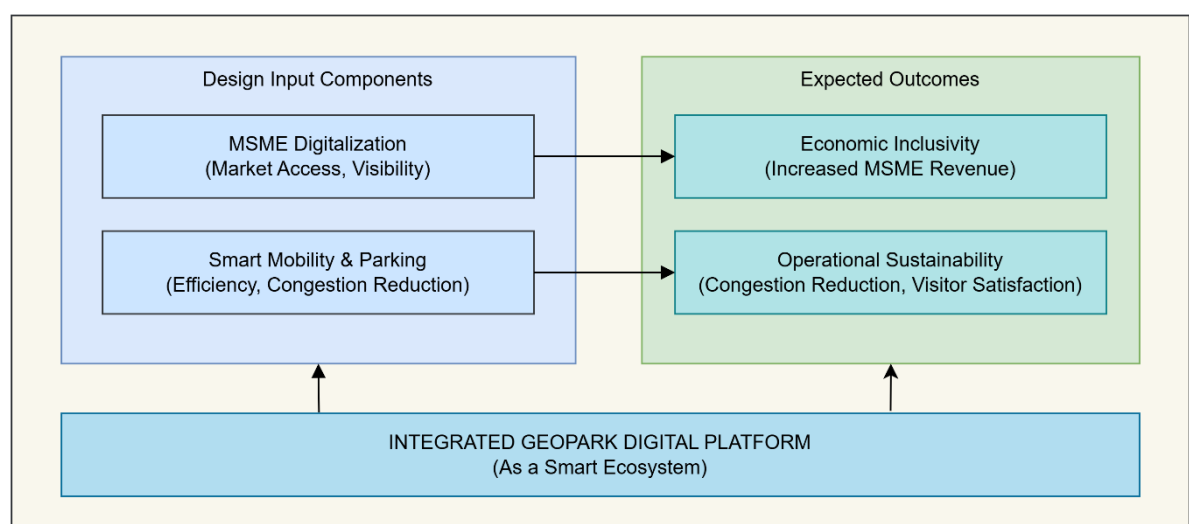 Design Input Components
MSME Digitalization
(Market Access, Visibility)
Smart Mobility & Parking
(Efficiency, Congestion Reduction)
Expected Outcomes
Economic Inclusivity
(Increased MSME Revenue)
Operational Sustainability
(Congestion Reduction, Visitor Satisfaction)
INTEGRATED GEOPARK DIGITAL PLATFORM
(As a Smart Ecosystem)